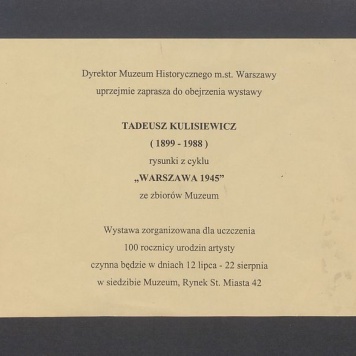 Dyrektor Muzeum Historycznego m.st. Warszawy
uprzejmie zaprasza do obejrzenia wystawy
TADEUSZ KULISIEWICZ
( 1899 - 1988 )
rysunki z cyklu
„WARSZAWA 1945”
ze zbiorów Muzeum
Wystawa zorganizowana dla uczczenia
100 rocznicy urodzin artysty
czynna będzie w dniach 12 lipca - 22 sierpnia
w siedzibie Muzeum, Rynek St. Miasta 42